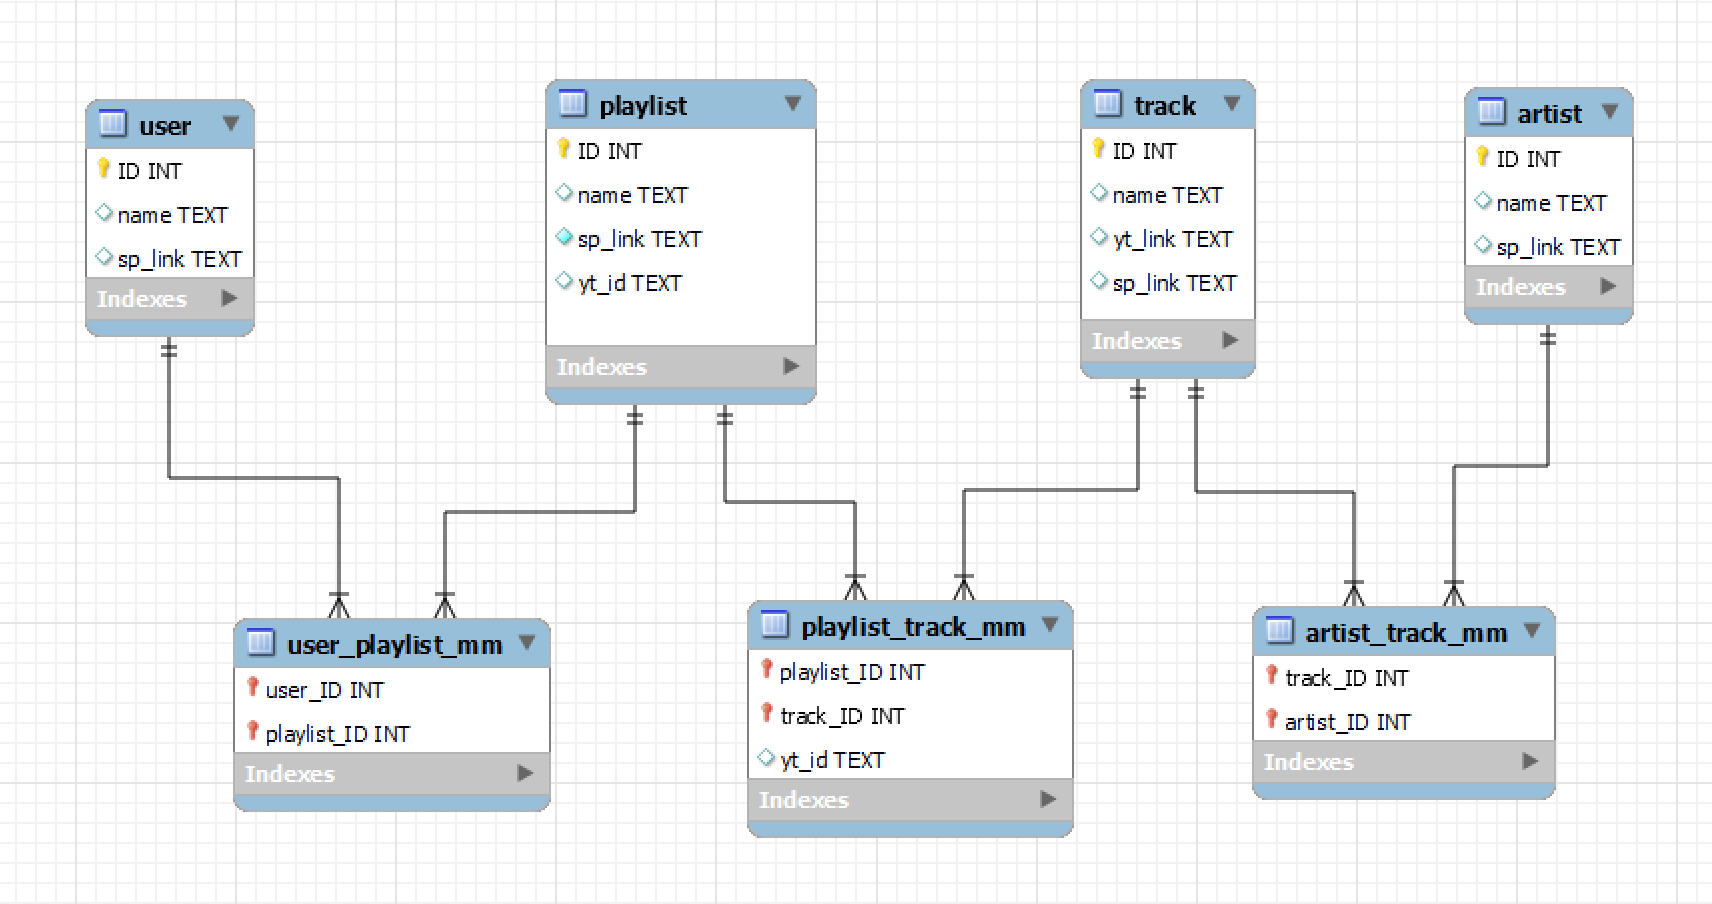 user
ID INT
name TEXT
sp_link TEXT
Indexes
playlist
ID INT
name TEXT
sp_link TEXT
yt_id TEXT
Indexes
track
ID INT
name TEXT
yt_link TEXT
sp_link TEXT
Indexes
artist
ID INT
name TEXT
sp_link TEXT
Indexes
user_playlist_mm
user_ID INT
playlist_ID INT
Indexes
playlist_track_mm
playlist_ID INT
track_ID INT
yt_id TEXT
Indexes
artist_track_mm
track_ID INT
artist_ID INT
Indexes